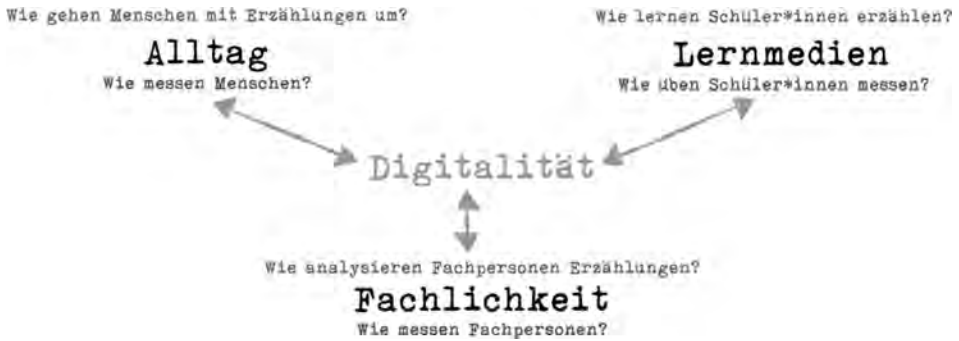 Wie gehen Menschen mit Erzählungen um?
Alltag
Wie messen Menschen?
Wie lernen Schüler*innen erzählen?
Lernmedien
Wie üben Schüler*innen messen?
Digitalität
Wie analysieren Fachpersonen Erzählungen?
Fachlichkeit
Wie messen Fachpersonen?